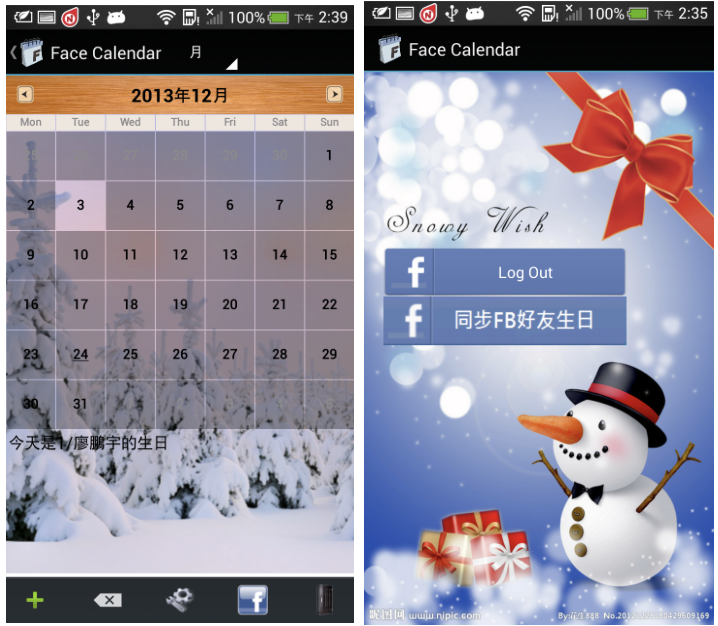 100% 下午 2:39
Face Calendar 月
2013年12月
Mon Tue Wed Thu Fri Sat Sun
25 26 27 28 29 30 1
2 3 4 5 6 7 8
9 10 11 12 13 14 15
16 17 18 19 20 21 22
23 24 25 26 27 28 29
30 31
今天是1/廖鵬宇的生日
100% 下午 2:35
Face Calendar
Snowy Wish
f Log Out
f 同步FB好友生日
昵图网 www.nipic.com